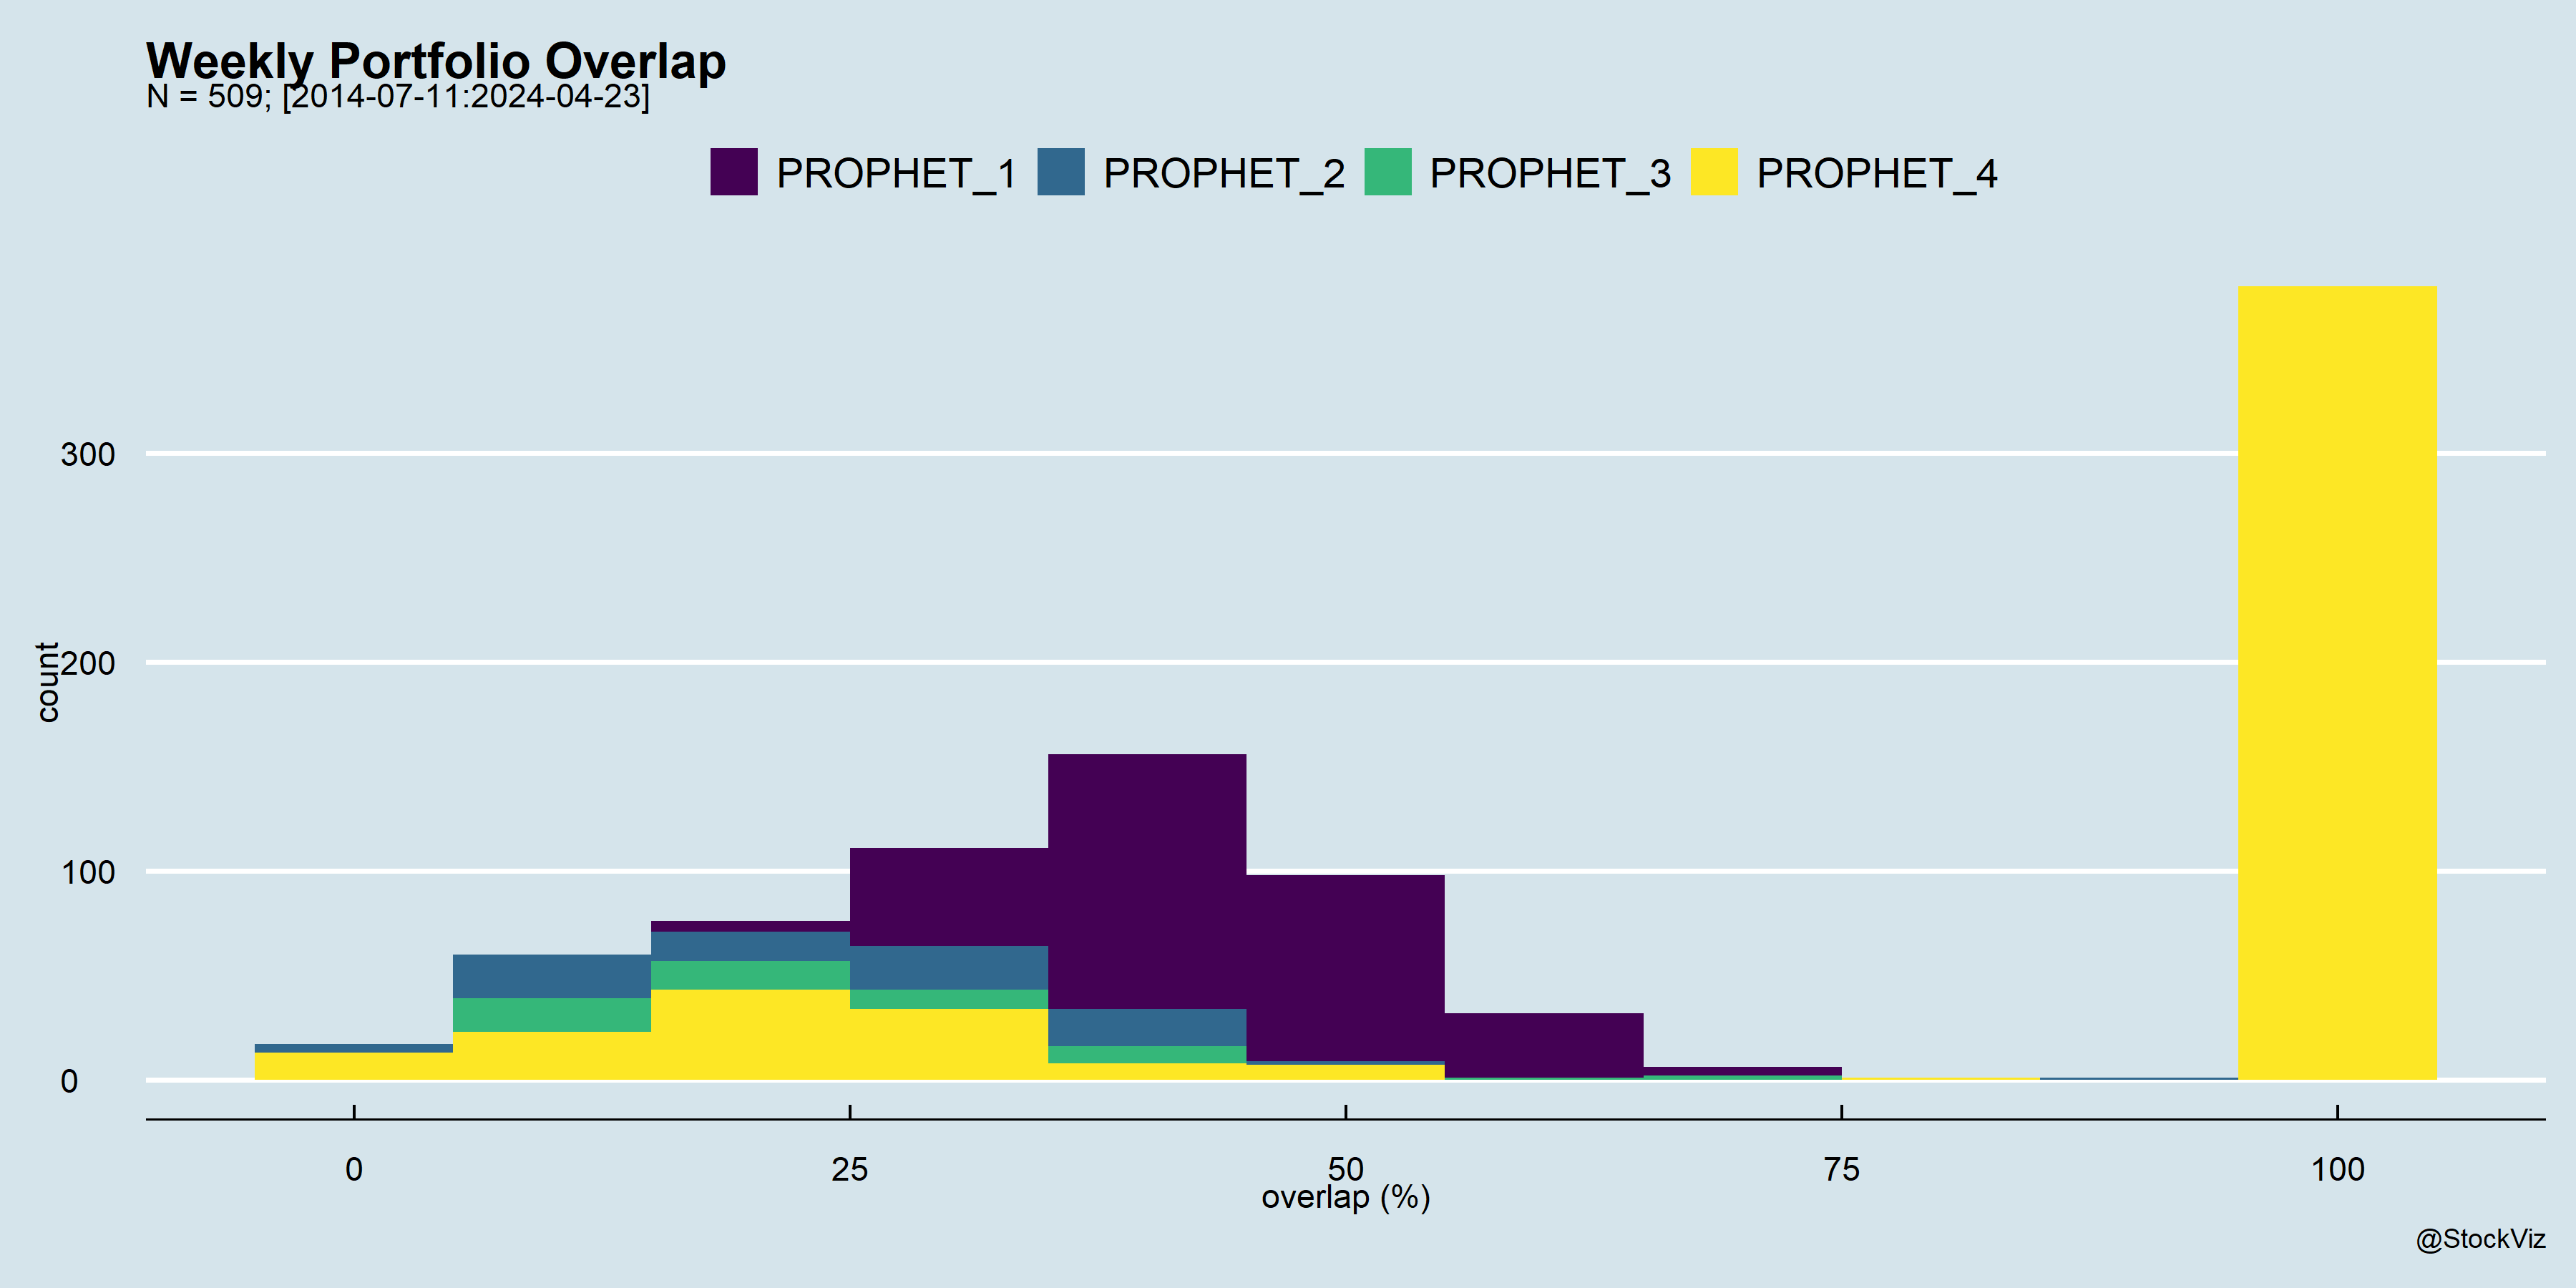 Weekly Portfolio Overlap
N = 509; [2014-07-11:2024-04-23]
PROPHET_1 PROPHET_2 PROPHET_3 PROPHET_4
300
200
100
0
count
0 25 50 75 100
overlap (%)
@StockViz